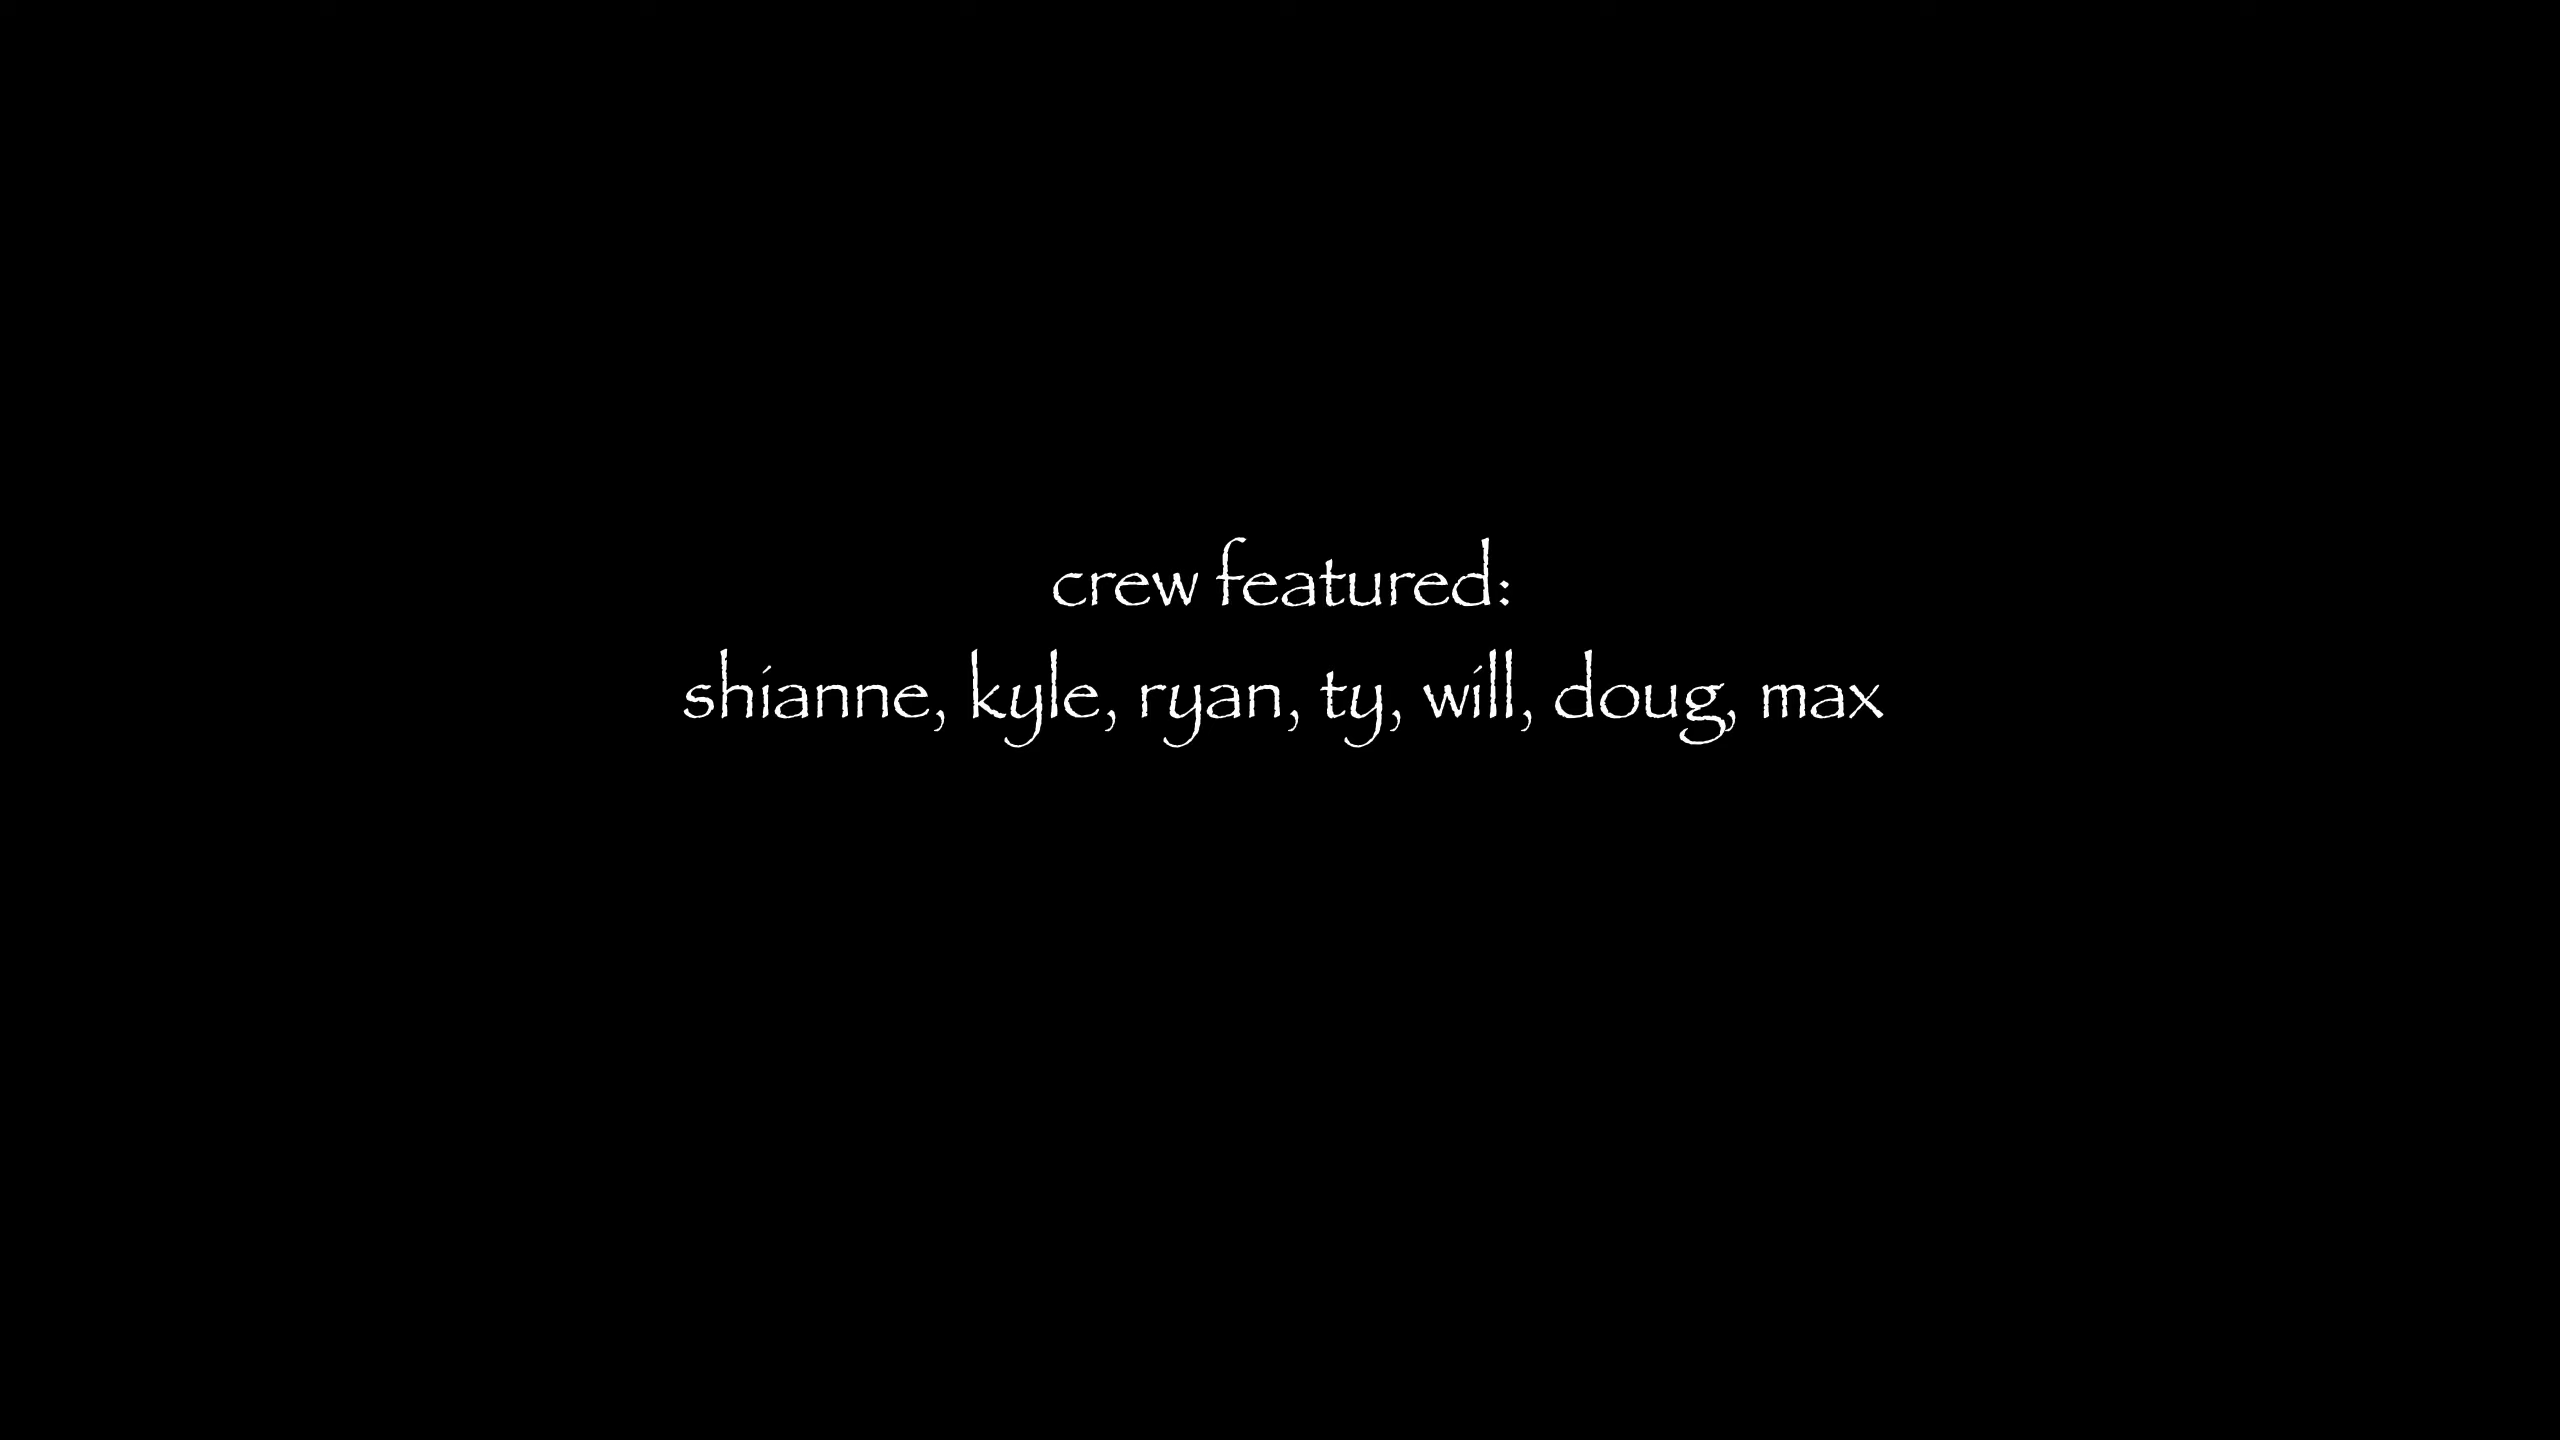 crew featured:
shianne, kyle, ryan, ty, will, doug, max